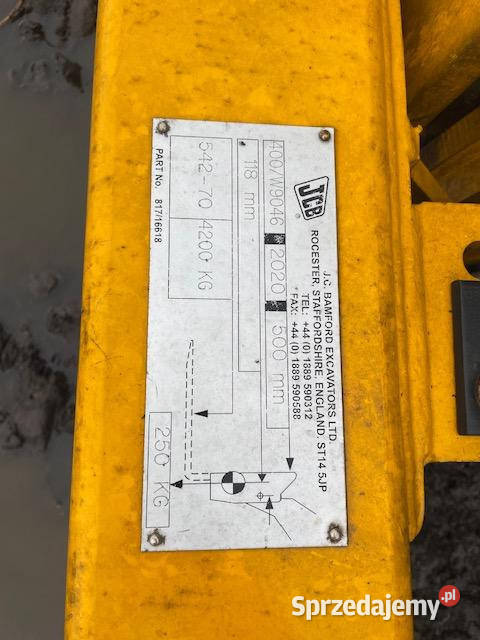 JCB
J.C. BAMFORD EXCAVATORS LTD.
ROCESTER, STAFFORDSHIRE, ENGLAND. ST14 5JP
TEL: +44 (0) 1889 590312
FAX: +44 (0) 1889 590588
400/W9046 2020 500 mm
118 mm
542-70 4200 KG
250 KG
PART No. 817/16618
Sprzedajemy.pl